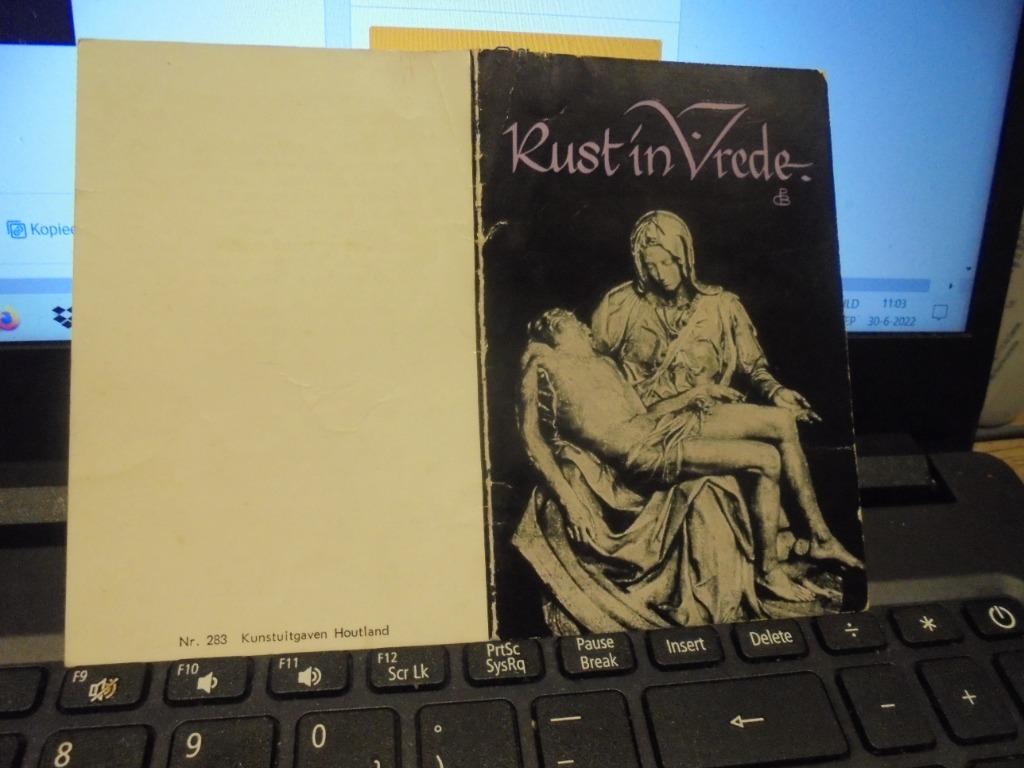 Kopiee
Rust in Vrede.
11:03
30-6-2022
Nr. 283 Kunstuitgaven Houtland
F9
F10
F11
F12
Scr Lk
PrtSc
SysRq
Pause
Break
Insert
Delete
÷
*
8
9
0
)
°
—
-
+